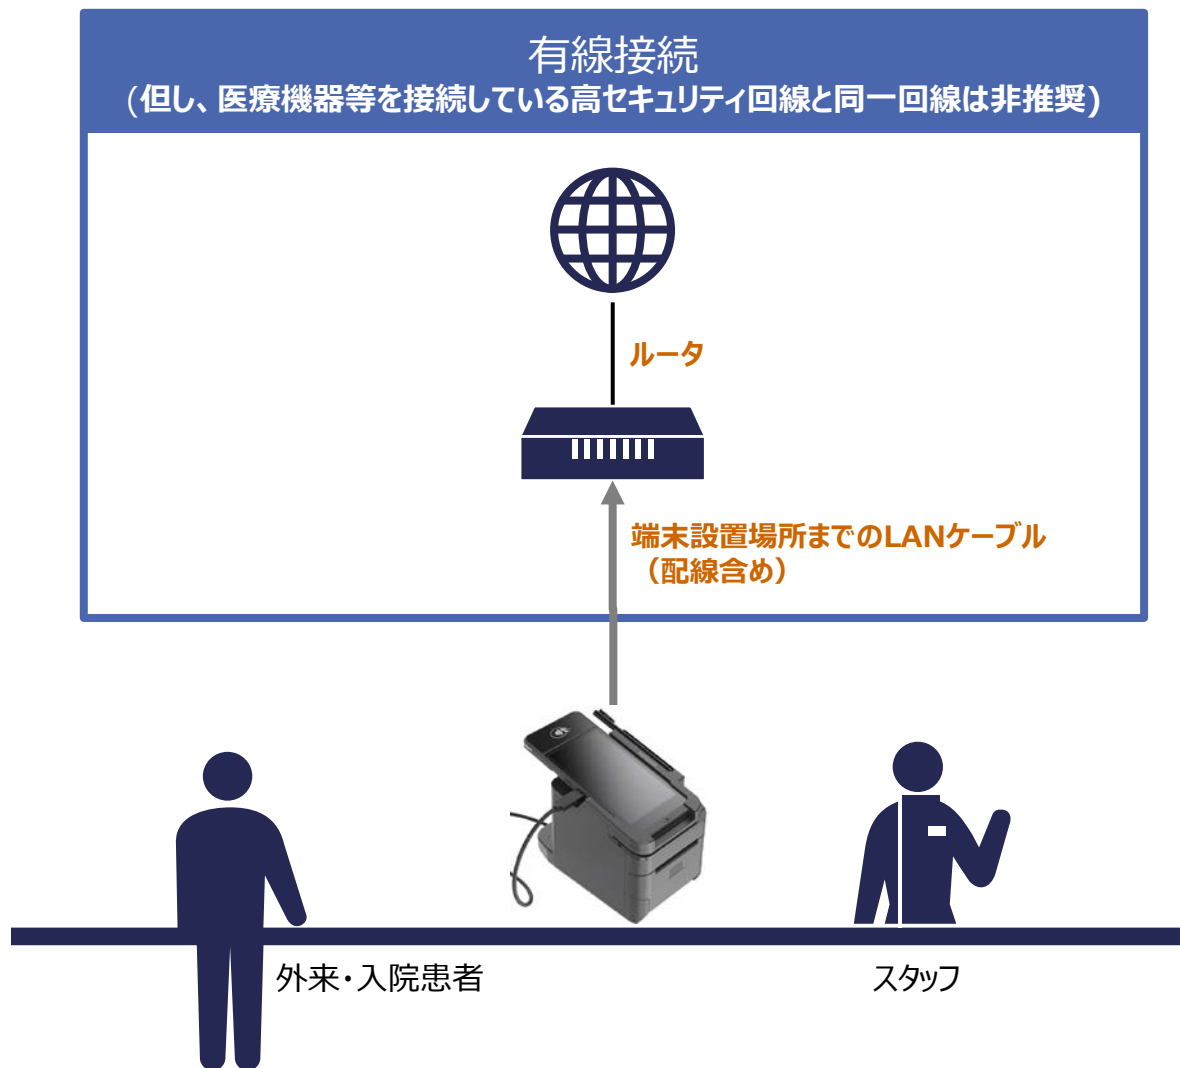 有線接続
(但し、医療機器等を接続している高セキュリティ回線と同一回線は非推奨)
ルータ
端末設置場所までのLANケーブル
（配線含め）
外来・入院患者
スタッフ